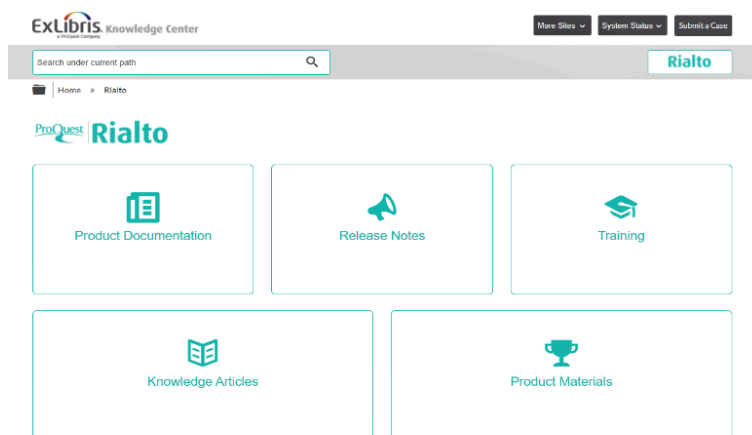 ExLibris Knowledge Center
a ProQuest Company
More Sites
System Status
Submit a Case
Search under current path
Rialto
Home » Rialto
ProQuest Rialto
Product Documentation
Release Notes
Training
Knowledge Articles
Product Materials